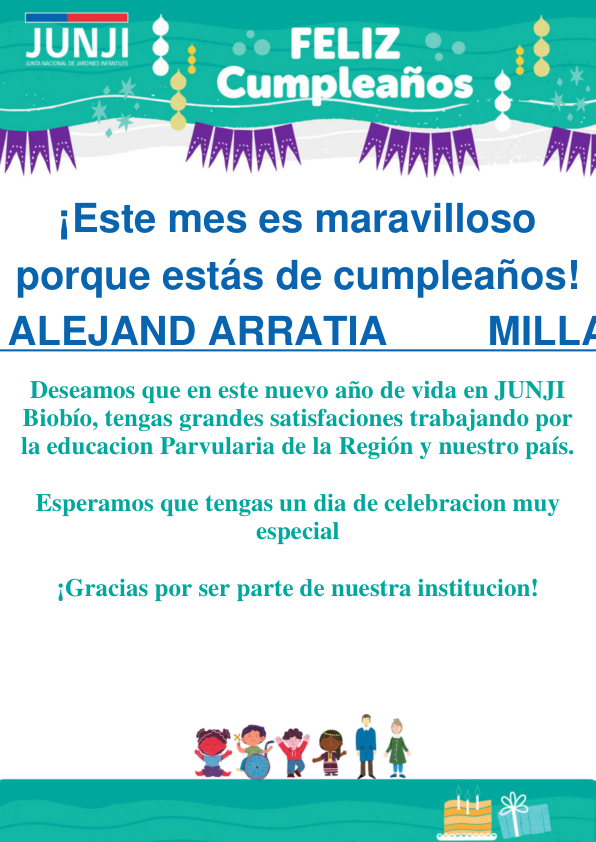 JUNJI
JUNTA NACIONAL DE JARDINES INFANTILES
FELIZ
Cumpleaños
¡Este mes es maravilloso
porque estás de cumpleaños!
ALEJAND ARRATIA MILLA
Deseamos que en este nuevo año de vida en JUNJI
Biobío, tengas grandes satisfaciones trabajando por
la educacion Parvularia de la Región y nuestro país.
Esperamos que tengas un dia de celebracion muy
especial
¡Gracias por ser parte de nuestra institucion!